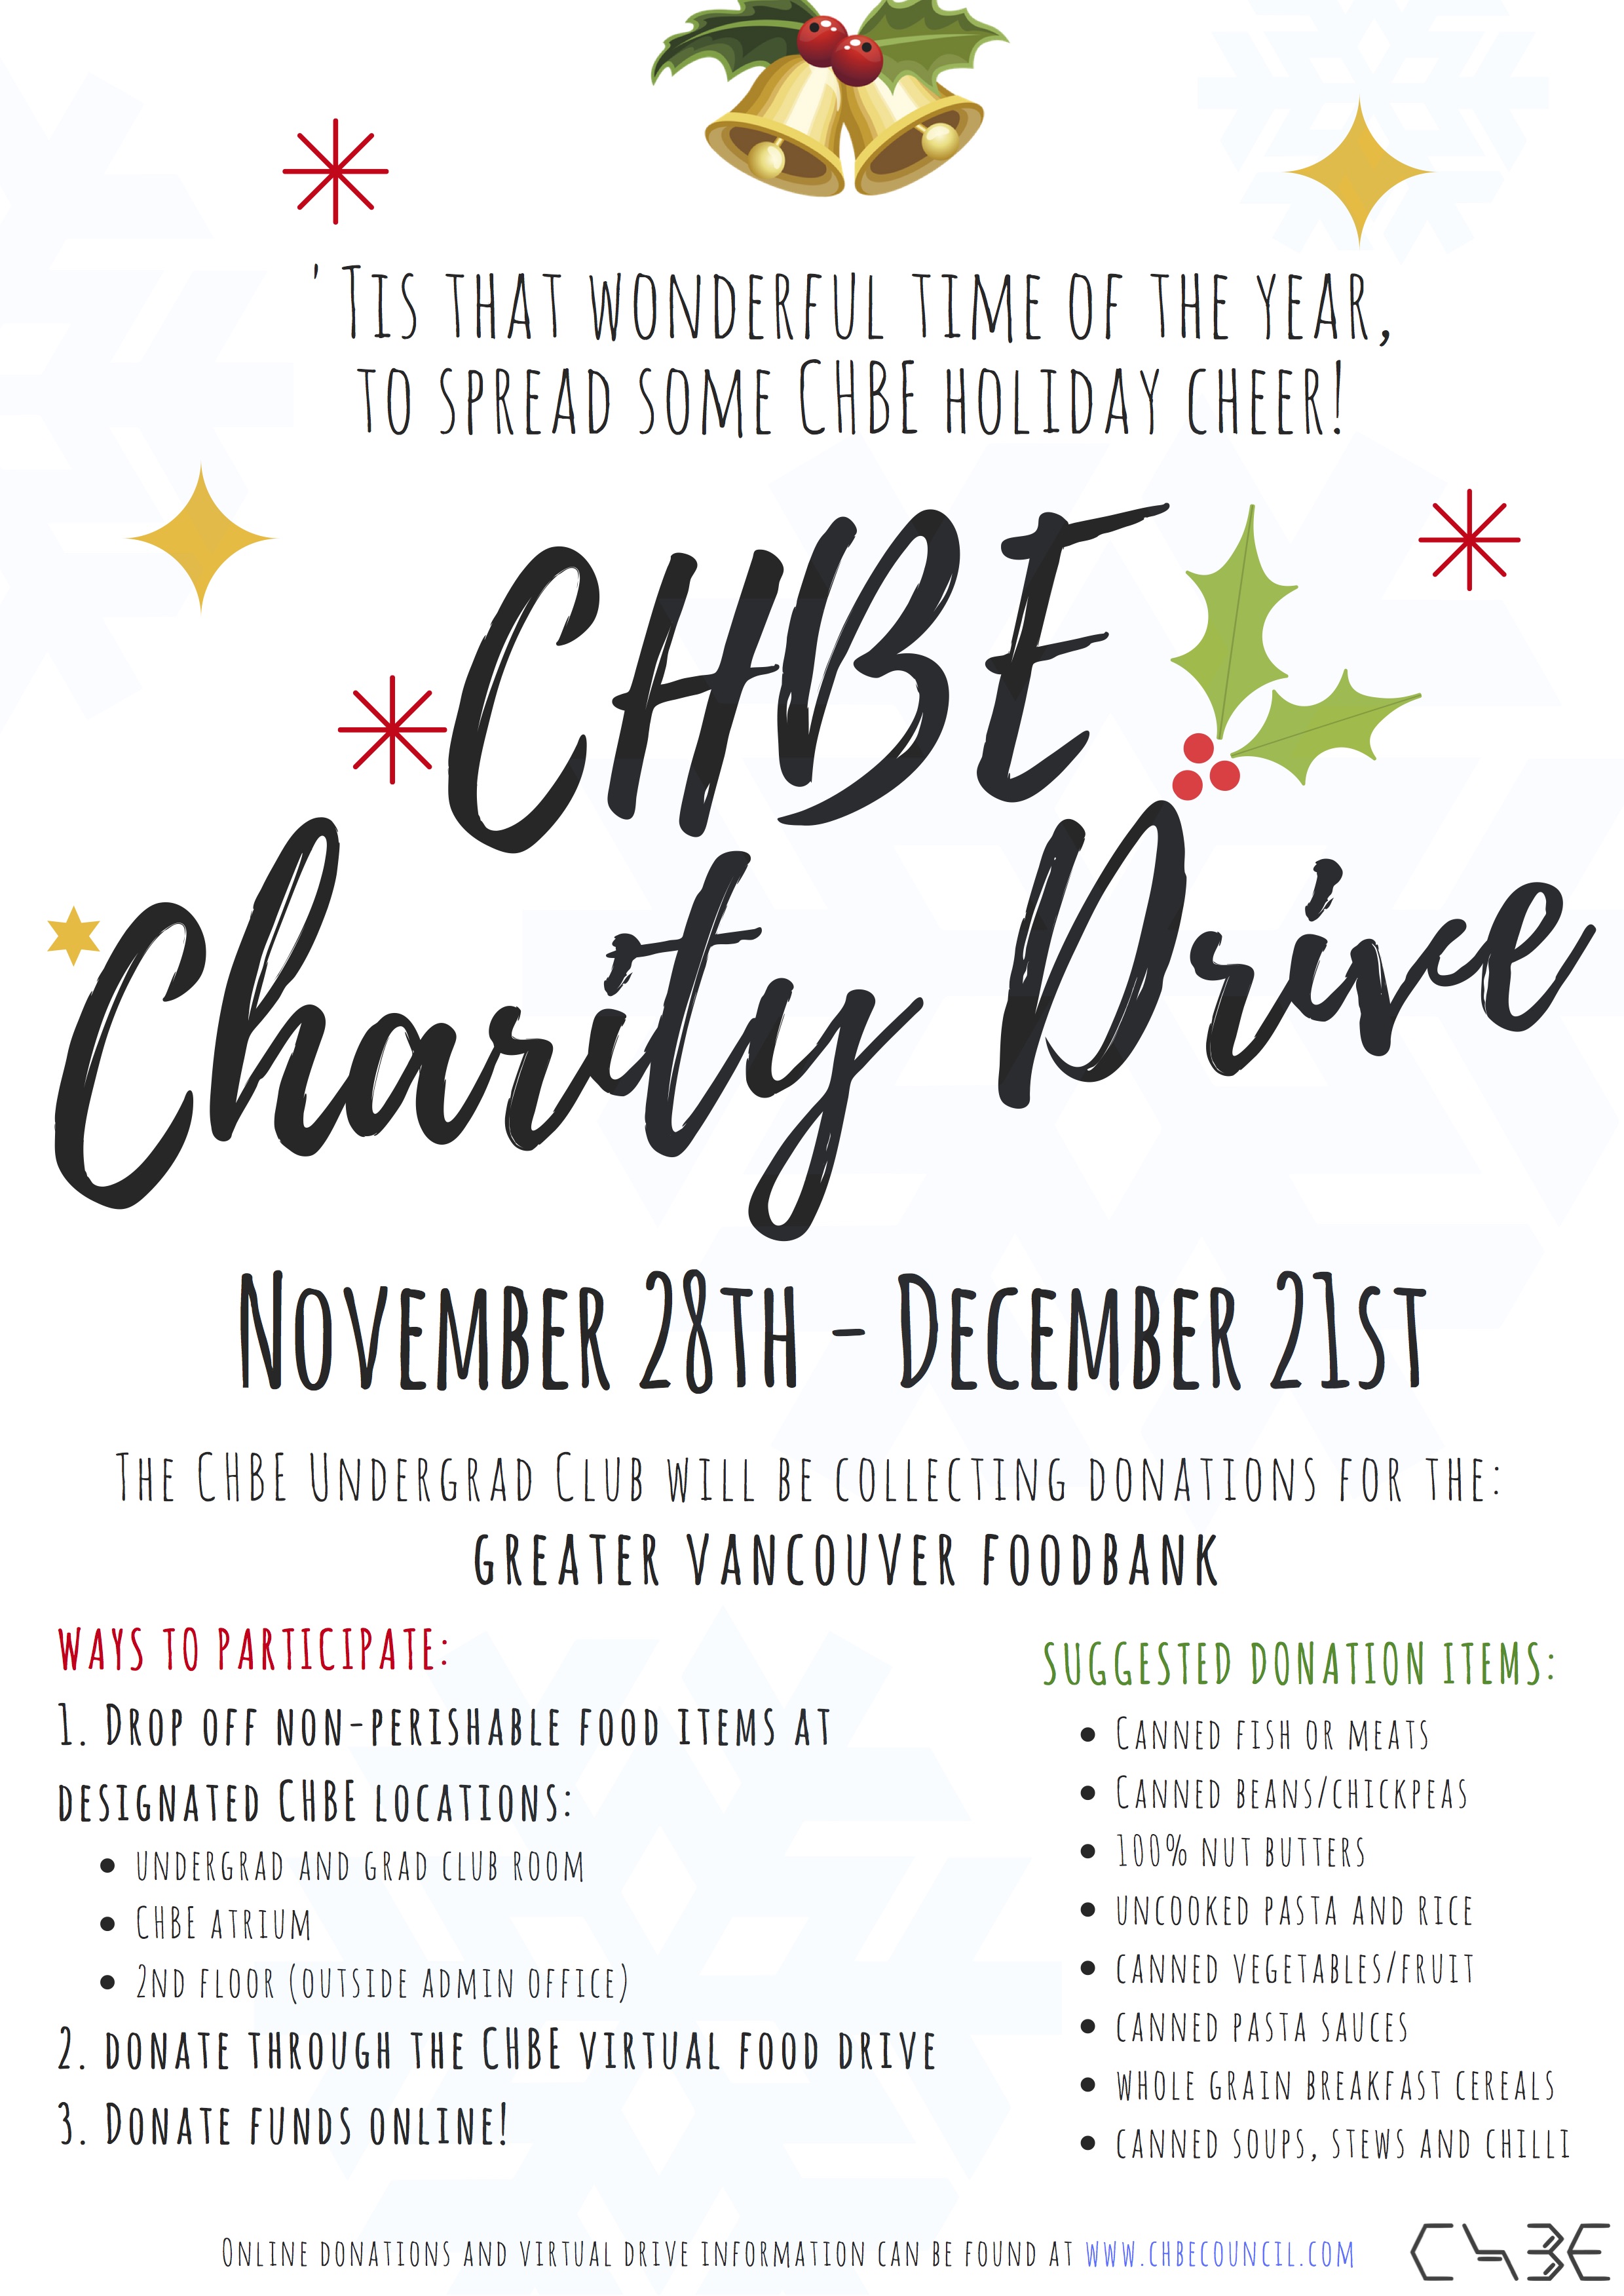 ' Tis that wonderful time of the year,
to spread some CHBE holiday cheer!
CHBE
Charity Drive
November 28th - December 21st
The CHBE Undergrad Club will be collecting donations for the:
greater vancouver foodbank
ways to participate:
1. Drop off non-perishable food items at
designated CHBE locations:
• undergrad and grad club room
• CHBE atrium
• 2nd floor (outside admin office)
2. donate through the CHBE virtual food drive
3. Donate funds online!
suggested donation items:
• Canned fish or meats
• Canned beans/chickpeas
• 100% nut butters
• uncooked pasta and rice
• canned vegetables/fruit
• canned pasta sauces
• whole grain breakfast cereals
• canned soups, stews and chilli
Online donations and virtual drive information can be found at www.chbecouncil.com
CHBE